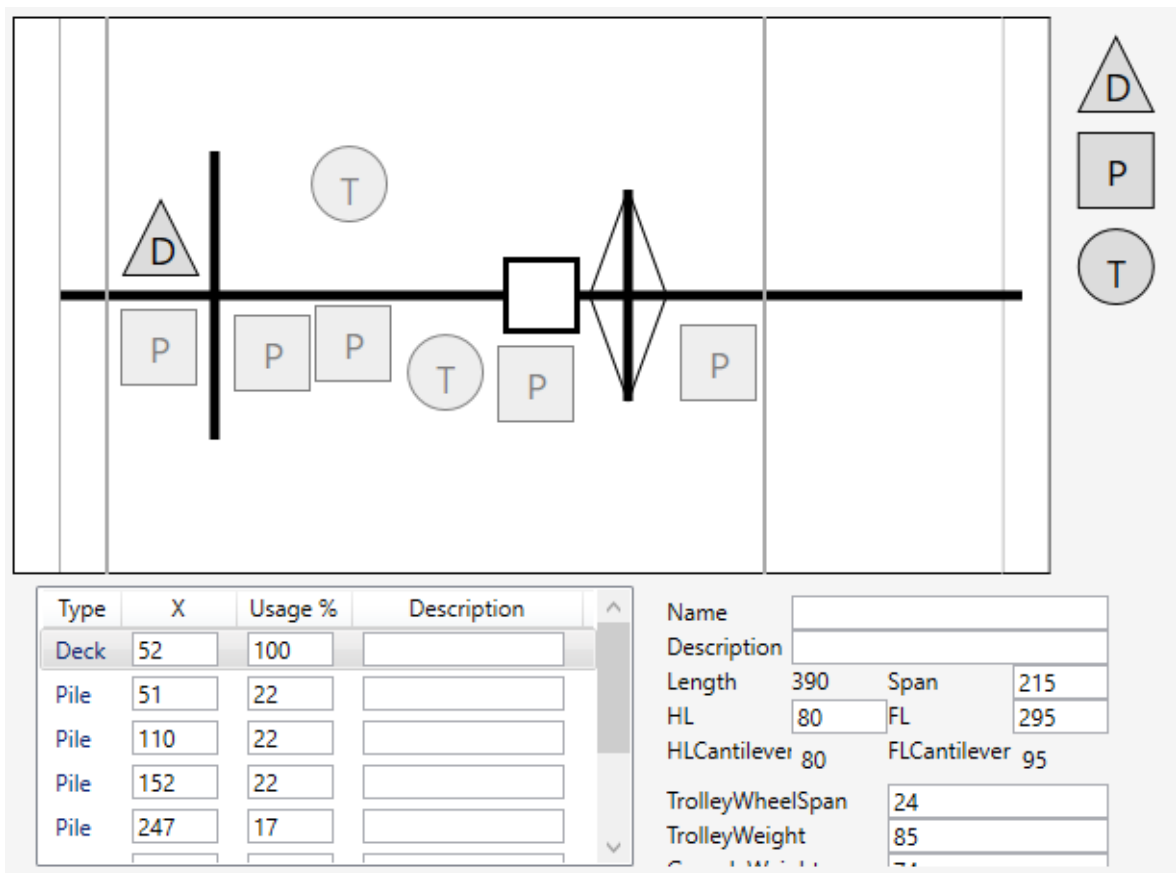 D
P
T
T
D
P
P
P
T
P
P
Type X Usage % Description
Deck 52 100
Pile 51 22
Pile 110 22
Pile 152 22
Pile 247 17
Name
Description
Length 390 Span 215
HL 80 FL 295
HLCantilever 80 FLCantilever 95
TrolleyWheelSpan 24
TrolleyWeight 85